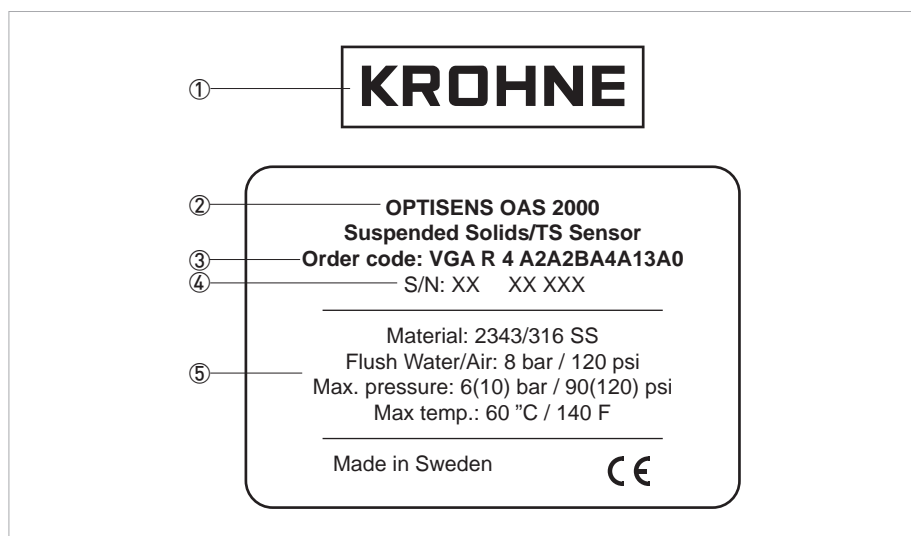 ① KROHNE
② OPTISENS OAS 2000
Suspended Solids/TS Sensor
③ Order code: VGA R 4 A2A2BA4A13A0
④ S/N: XX XX XXX
Material: 2343/316 SS
Flush Water/Air: 8 bar / 120 psi
⑤ Max. pressure: 6(10) bar / 90(120) psi
Max temp.: 60 ”C / 140 F
Made in Sweden CE